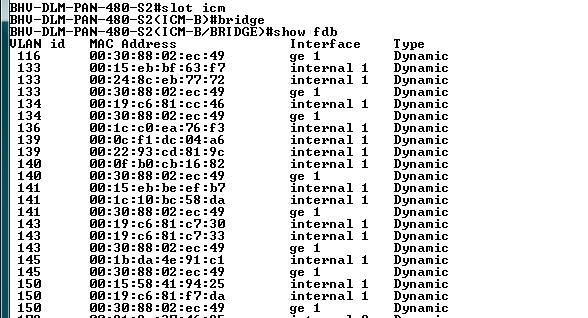 BHV-DLM-PAN-480-S2#slot icm
BHV-DLM-PAN-480-S2(ICM-B)#bridge
BHV-DLM-PAN-480-S2(ICM-B/BRIDGE)#show fdb
VLAN id MAC Address Interface Type
116 00:30:88:02:ec:49 ge 1 Dynamic
133 00:15:eb:bf:63:f7 internal 1 Dynamic
133 00:24:8c:eb:77:72 internal 1 Dynamic
133 00:30:88:02:ec:49 ge 1 Dynamic
134 00:19:c6:81:cc:46 internal 1 Dynamic
134 00:30:88:02:ec:49 ge 1 Dynamic
136 00:1c:c0:ea:76:f3 internal 1 Dynamic
139 00:0c:f1:dc:04:a6 internal 1 Dynamic
139 00:22:93:cd:81:9c internal 1 Dynamic
140 00:0f:b0:cb:16:82 internal 1 Dynamic
140 00:30:88:02:ec:49 ge 1 Dynamic
141 00:15:eb:be:ef:b7 internal 1 Dynamic
141 00:1c:10:bc:58:da internal 1 Dynamic
141 00:30:88:02:ec:49 ge 1 Dynamic
143 00:19:c6:81:c7:30 internal 1 Dynamic
143 00:19:c6:81:c7:33 internal 1 Dynamic
143 00:30:88:02:ec:49 ge 1 Dynamic
145 00:1b:da:4e:91:c1 internal 1 Dynamic
145 00:30:88:02:ec:49 ge 1 Dynamic
150 00:15:58:41:94:25 internal 1 Dynamic
150 00:19:c6:81:f7:da internal 1 Dynamic
150 00:30:88:02:ec:49 ge 1 Dynamic